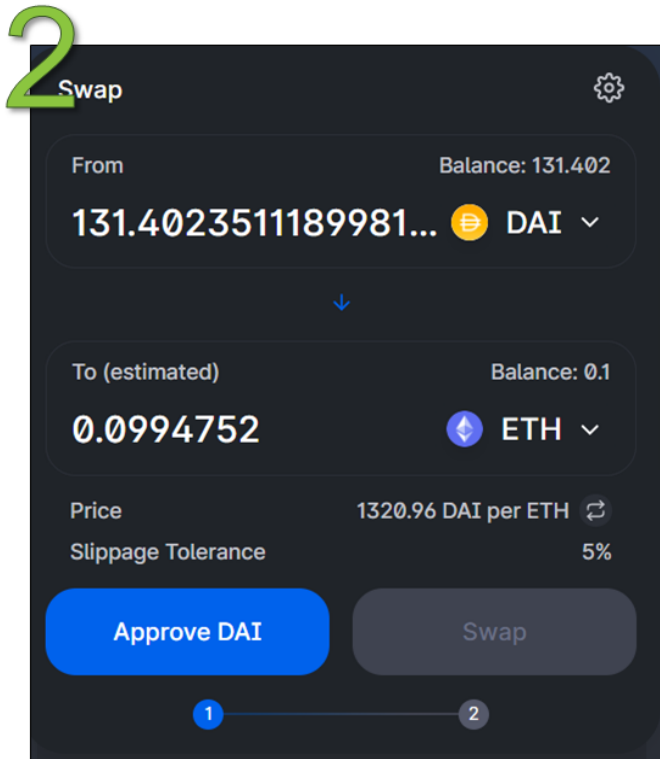 2
Swap
From Balance: 131.402
131.4023511189981... DAI
To (estimated) Balance: 0.1
0.0994752 ETH
Price 1320.96 DAI per ETH
Slippage Tolerance 5%
Approve DAI Swap
1 2